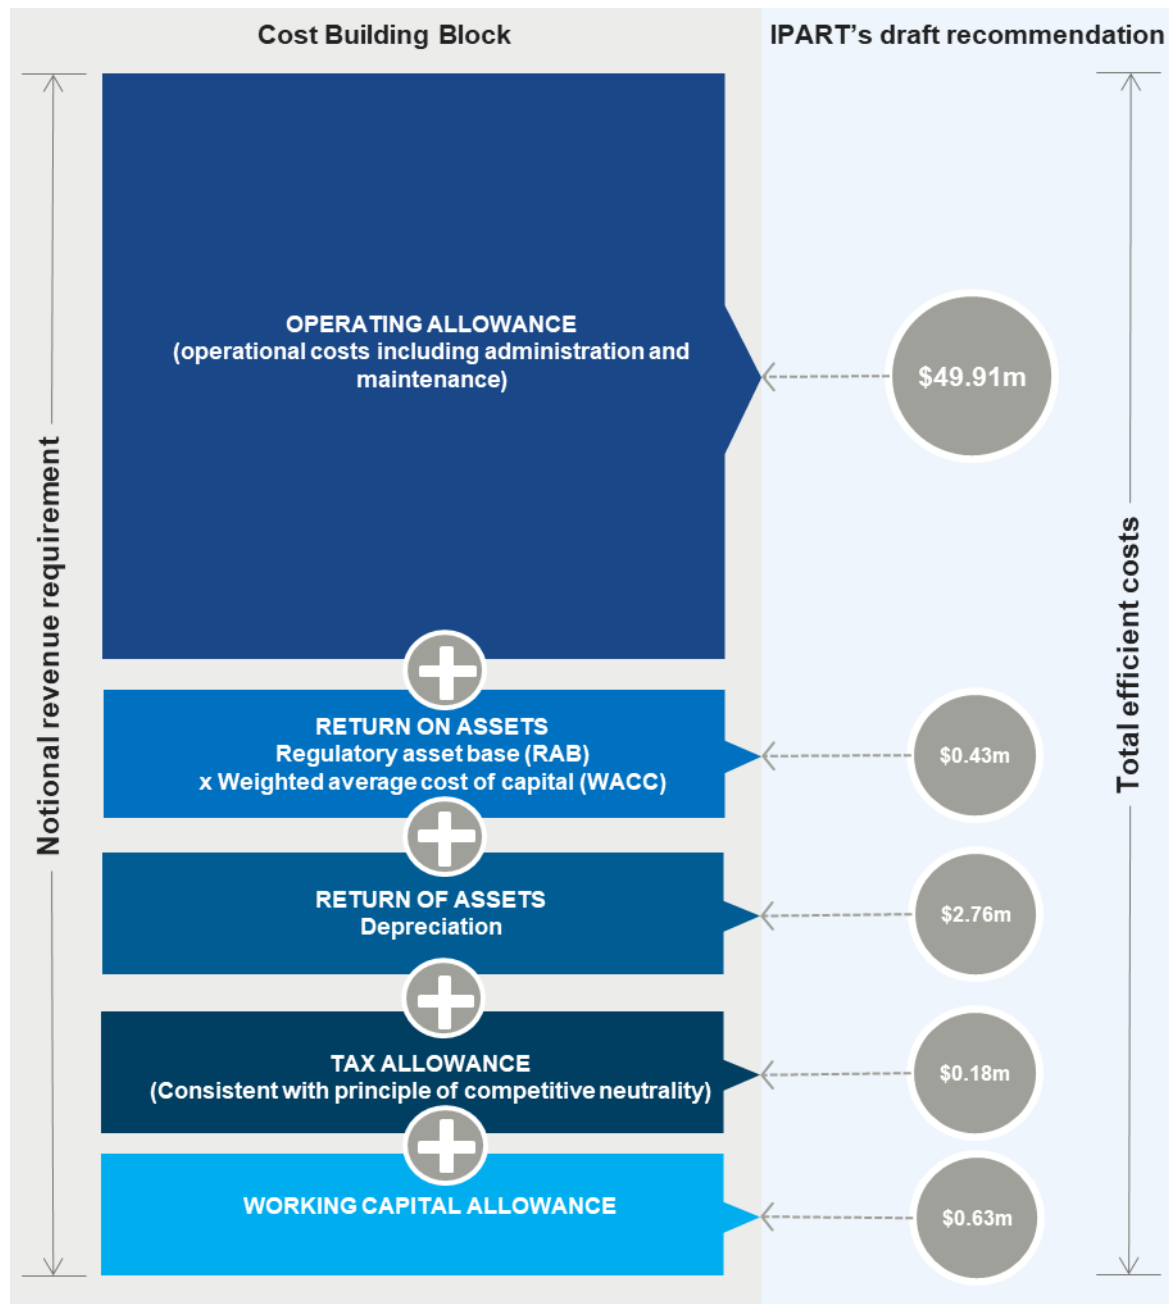 Cost Building Block
IPART's draft recommendation
Notional revenue requirement
OPERATING ALLOWANCE
(operational costs including administration and
maintenance)
$49.91m
RETURN ON ASSETS
Regulatory asset base (RAB)
x Weighted average cost of capital (WACC)
$0.43m
RETURN OF ASSETS
Depreciation
$2.76m
TAX ALLOWANCE
(Consistent with principle of competitive neutrality)
$0.18m
WORKING CAPITAL ALLOWANCE
$0.63m
Total efficient costs